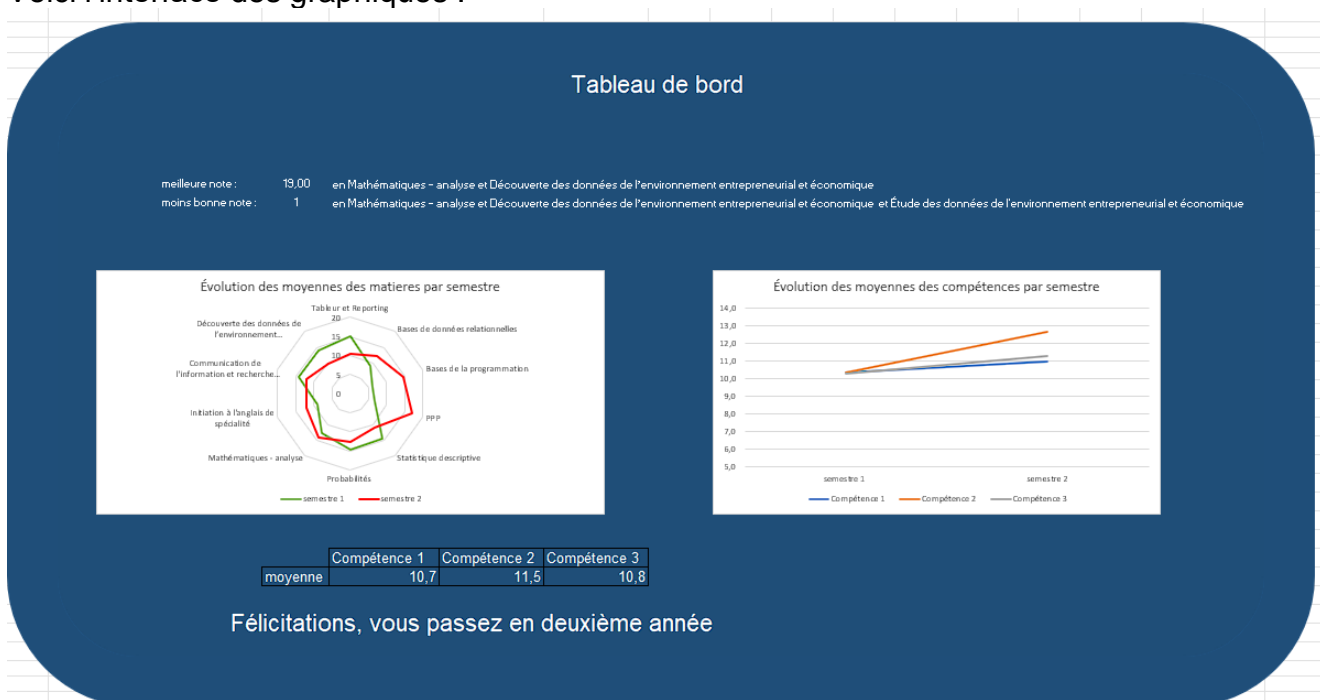 Voici l'interface des graphiques :
Tableau de bord
meilleure note : 19,00 en Mathématiques - analyse et Découverte des données de l'environnement entrepreneurial et économique
moins bonne note : 1 en Mathématiques - analyse et Découverte des données de l'environnement entrepreneurial et économique et Étude des données de l'environnement entrepreneurial et économique
Évolution des moyennes des matieres par semestre
Tableur et Reporting
20
Bases de données relationnelles
Découverte des données de
l'environnement...
15
10
Communication de
l'information et recherche...
Bases de la programmation
5
0
Initiation à l'anglais de
spécialité
PPP
Mathématiques - analyse
Statistique descriptive
Probabilités
semestre 1 semestre 2
Évolution des moyennes des compétences par semestre
14,0
13,0
12,0
11,0
10,0
9,0
8,0
7,0
6,0
5,0
semestre 1 semestre 2
Compétence 1 Compétence 2 Compétence 3
Compétence 1 Compétence 2 Compétence 3
moyenne 10,7 11,5 10,8
Félicitations, vous passez en deuxième année